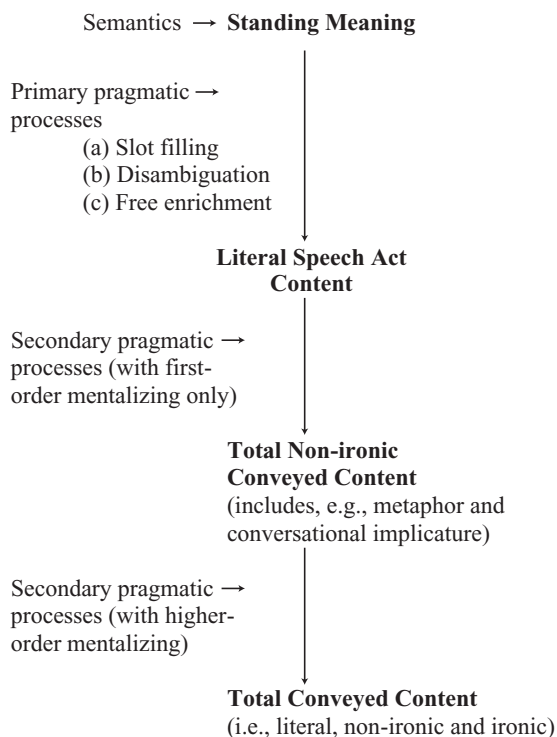 Semantics → Standing Meaning
Primary pragmatic →
processes
(a) Slot filling
(b) Disambiguation
(c) Free enrichment
Literal Speech Act
Content
Secondary pragmatic →
processes (with first-
order mentalizing only)
Total Non-ironic
Conveyed Content
(includes, e.g., metaphor and
conversational implicature)
Secondary pragmatic →
processes (with higher-
order mentalizing)
Total Conveyed Content
(i.e., literal, non-ironic and ironic)